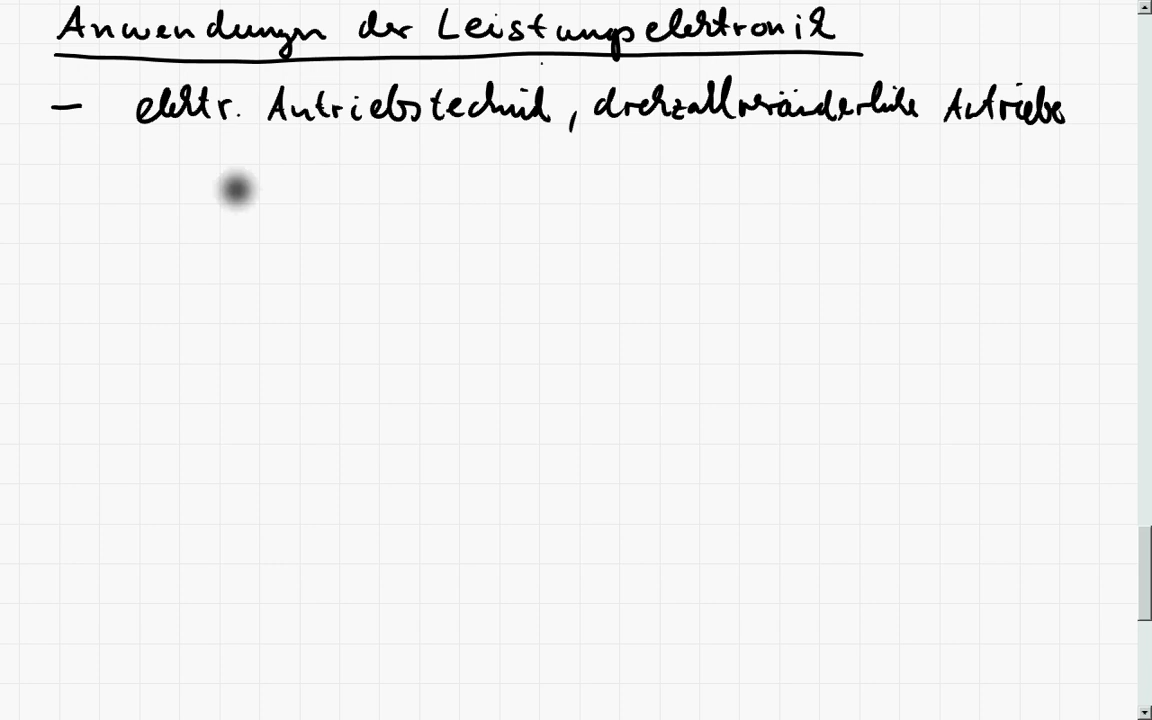 Anwendungen der Leistungselektronik
- elektr. Antriebstechnik, drehzahlveränderliche Antriebe